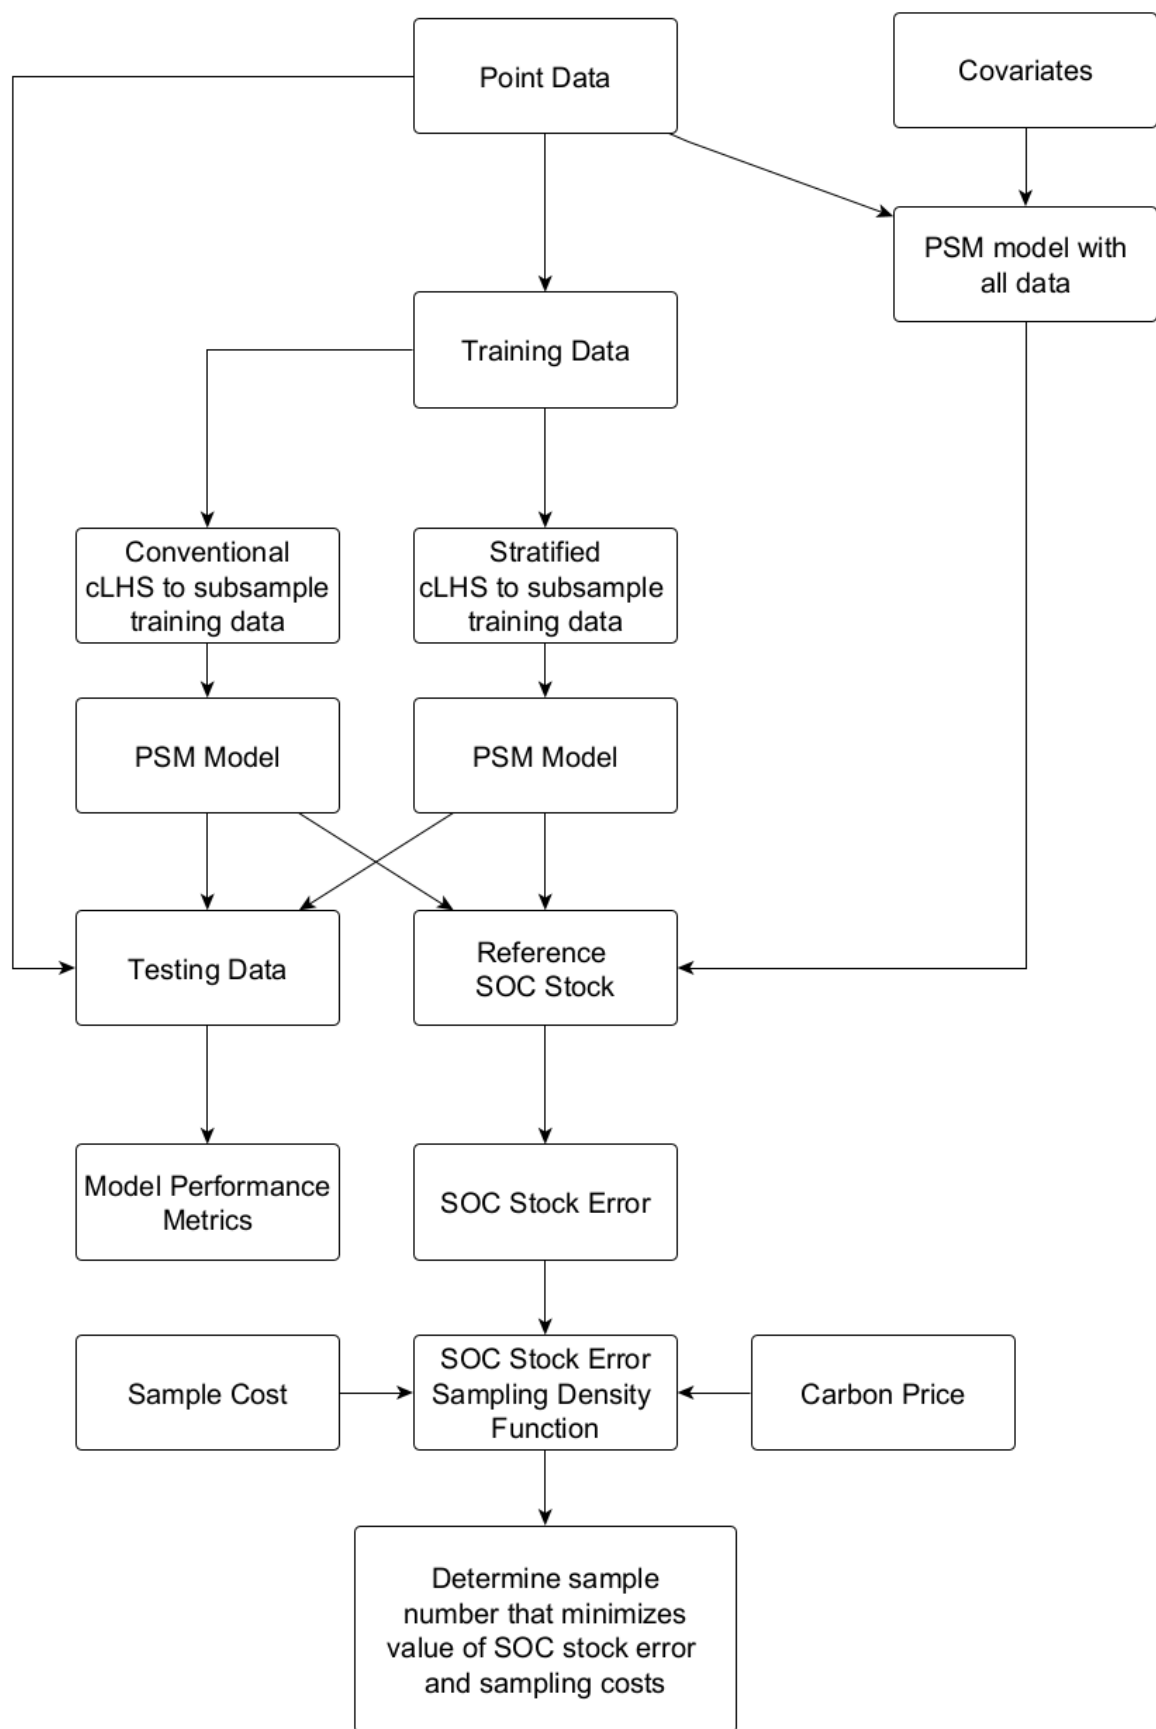 Point Data
Covariates
PSM model with
all data
Training Data
Conventional
cLHS to subsample
training data
Stratified
cLHS to subsample
training data
PSM Model
PSM Model
Testing Data
Reference
SOC Stock
Model Performance
Metrics
SOC Stock Error
Sample Cost
SOC Stock Error
Sampling Density
Function
Carbon Price
Determine sample
number that minimizes
value of SOC stock error
and sampling costs